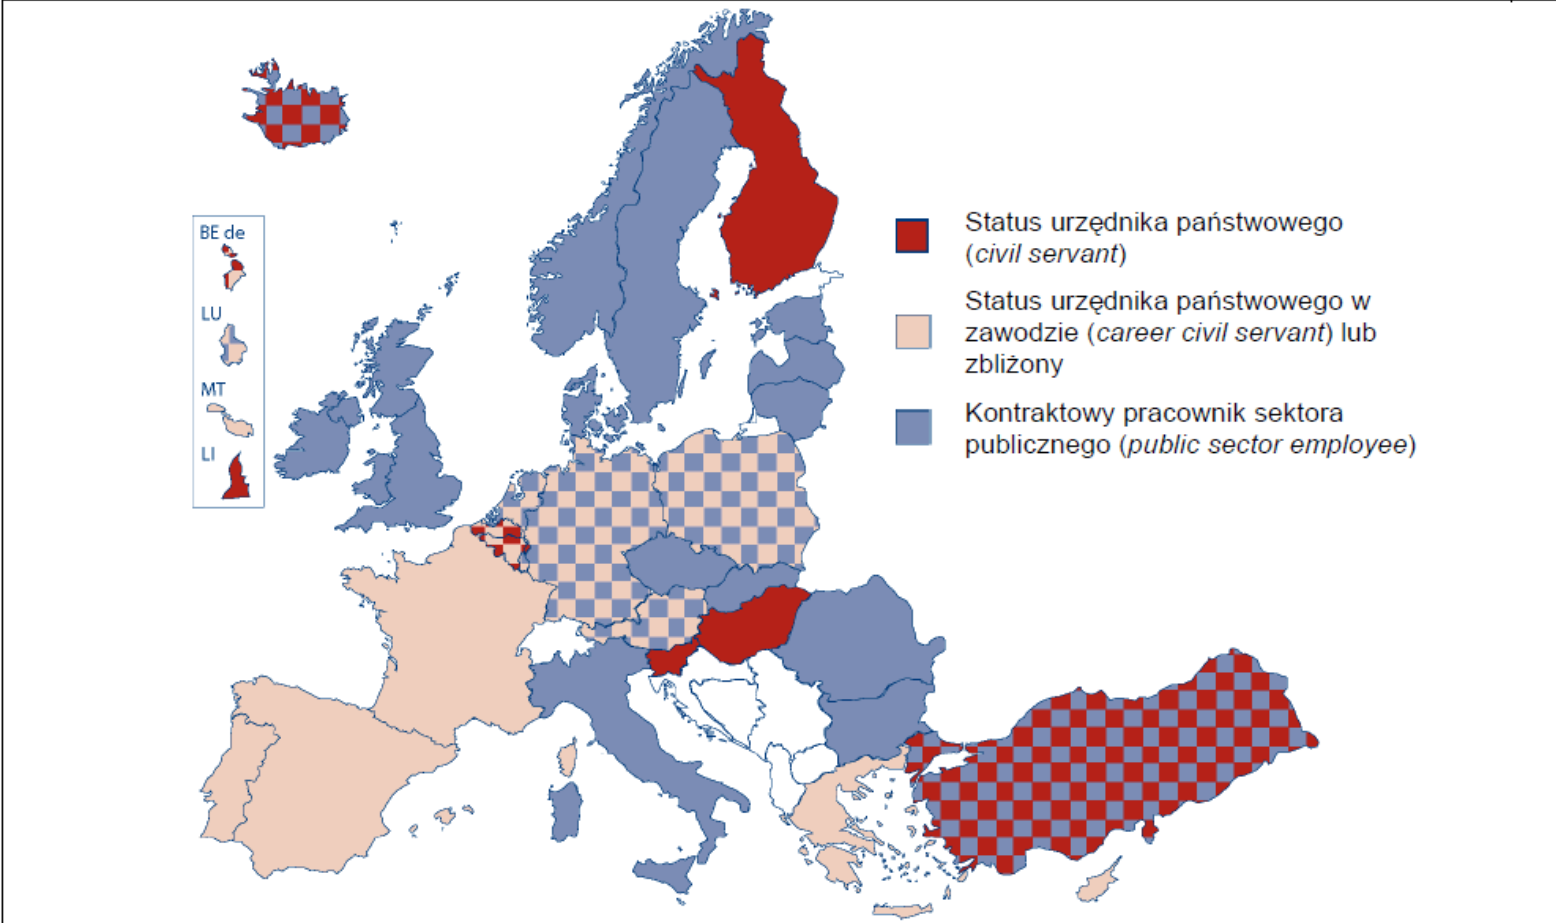 BE de
LU
MT
LI
Status urzędnika państwowego
(civil servant)
Status urzędnika państwowego w
zawodzie (career civil servant) lub
zbliżony
Kontraktowy pracownik sektora
publicznego (public sector employee)